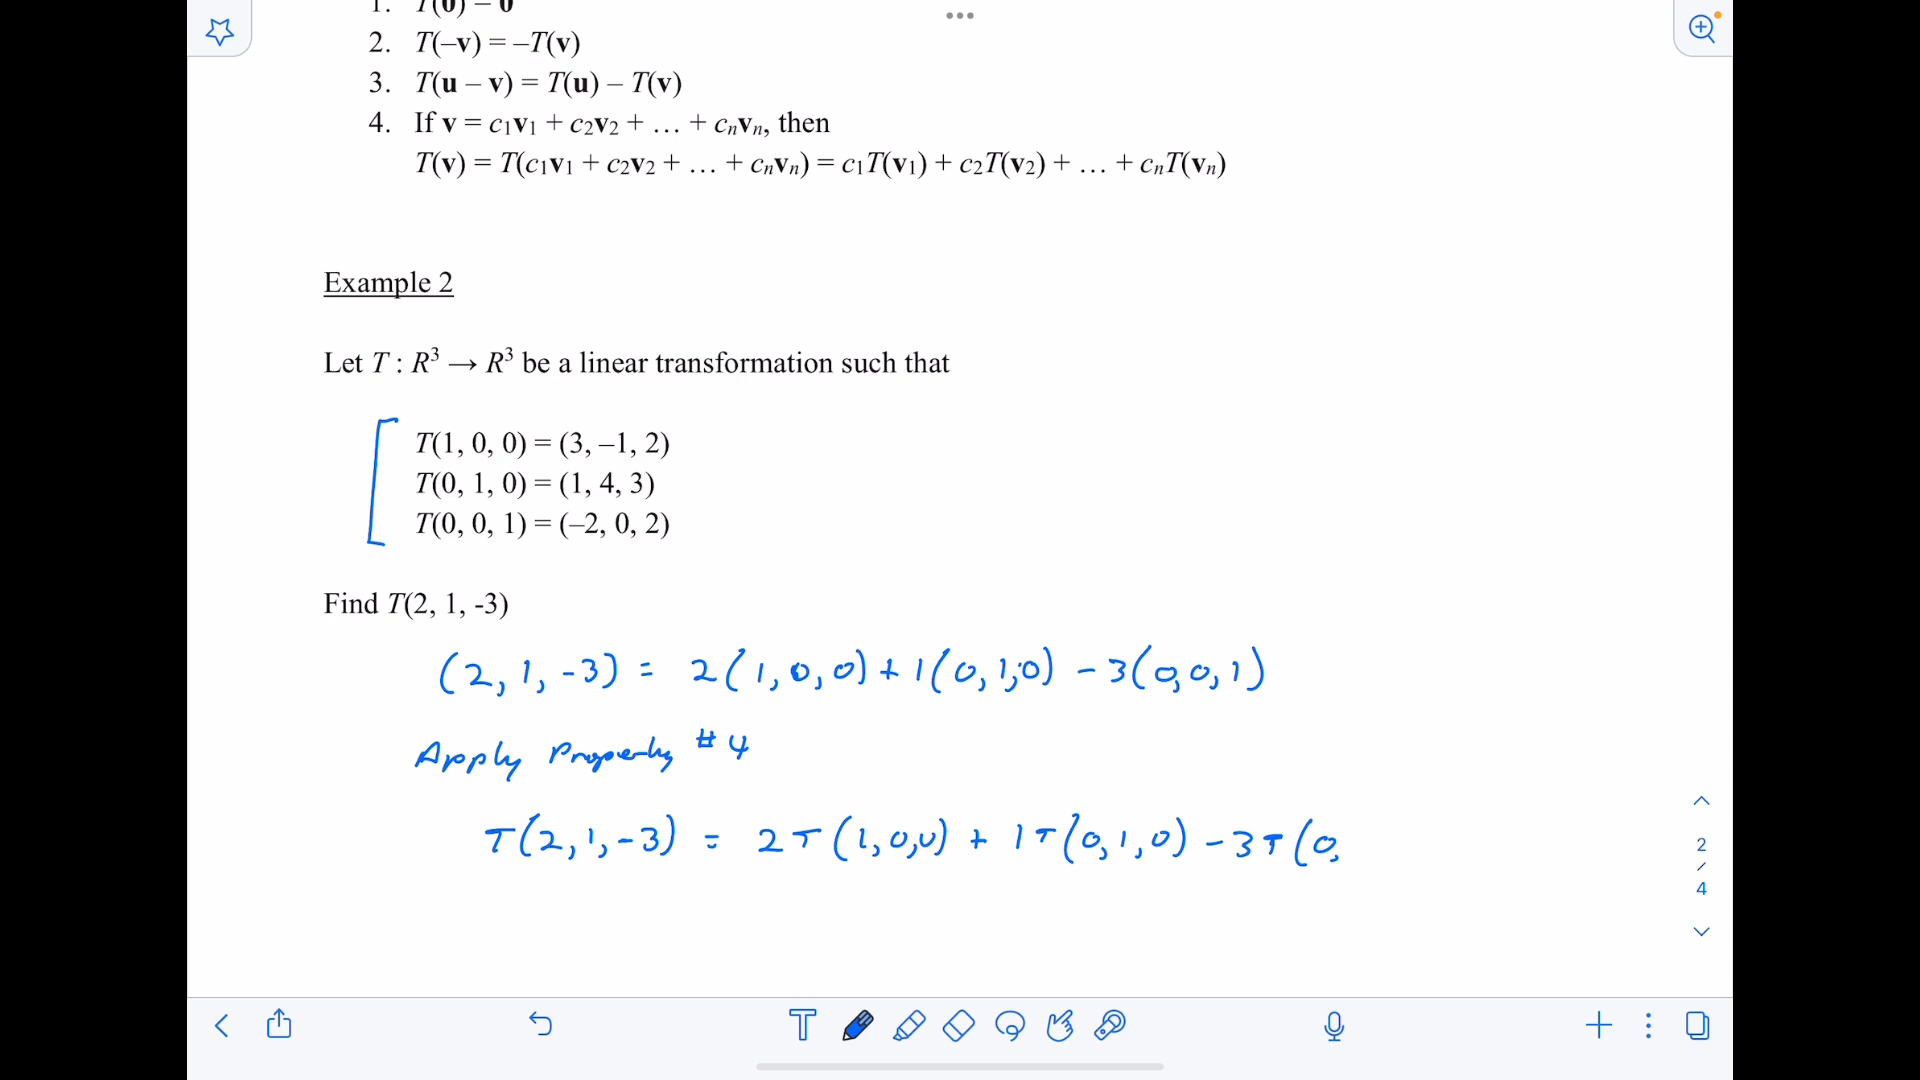 1. T(0) = 0
2. T(–v) = –T(v)
3. T(u – v) = T(u) – T(v)
4. If v = c₁v₁ + c₂v₂ + … + cₙvₙ, then
T(v) = T(c₁v₁ + c₂v₂ + … + cₙvₙ) = c₁T(v₁) + c₂T(v₂) + … + cₙT(vₙ)
Example 2
Let T : R³ → R³ be a linear transformation such that
T(1, 0, 0) = (3, –1, 2)
T(0, 1, 0) = (1, 4, 3)
T(0, 0, 1) = (–2, 0, 2)
Find T(2, 1, -3)
(2, 1, -3) = 2(1, 0, 0) + 1(0, 1, 0) - 3(0, 0, 1)
Apply Property #4
T(2, 1, -3) = 2T(1, 0, 0) + 1T(0, 1, 0) - 3T(0,
2
/
4